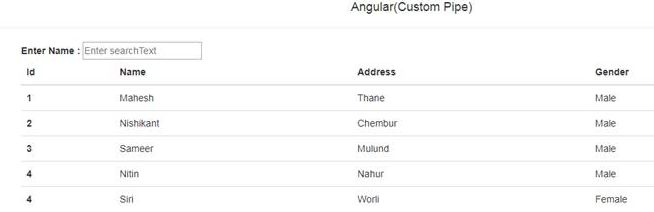 Angular(Custom Pipe)
Enter Name : Enter searchText
Id Name Address Gender
1 Mahesh Thane Male
2 Nishikant Chembur Male
3 Sameer Mulund Male
4 Nitin Nahur Male
4 Siri Worli Female